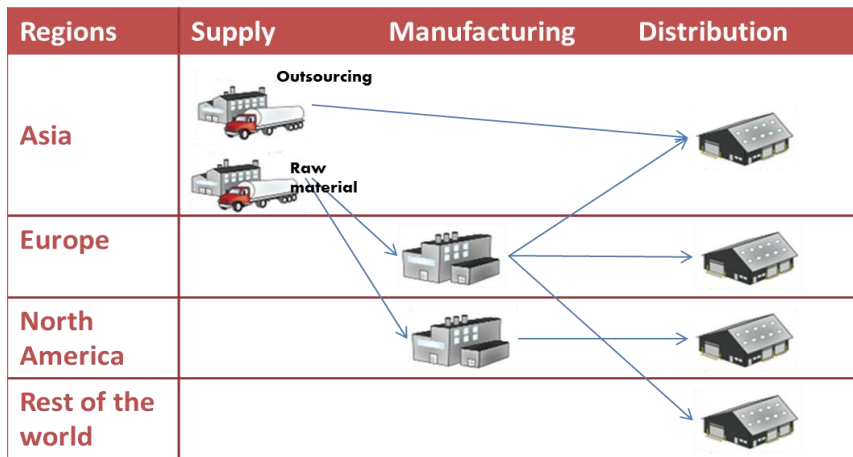 Regions Supply Manufacturing Distribution
Outsourcing
Asia
Raw
material
Europe
North
America
Rest of the
world